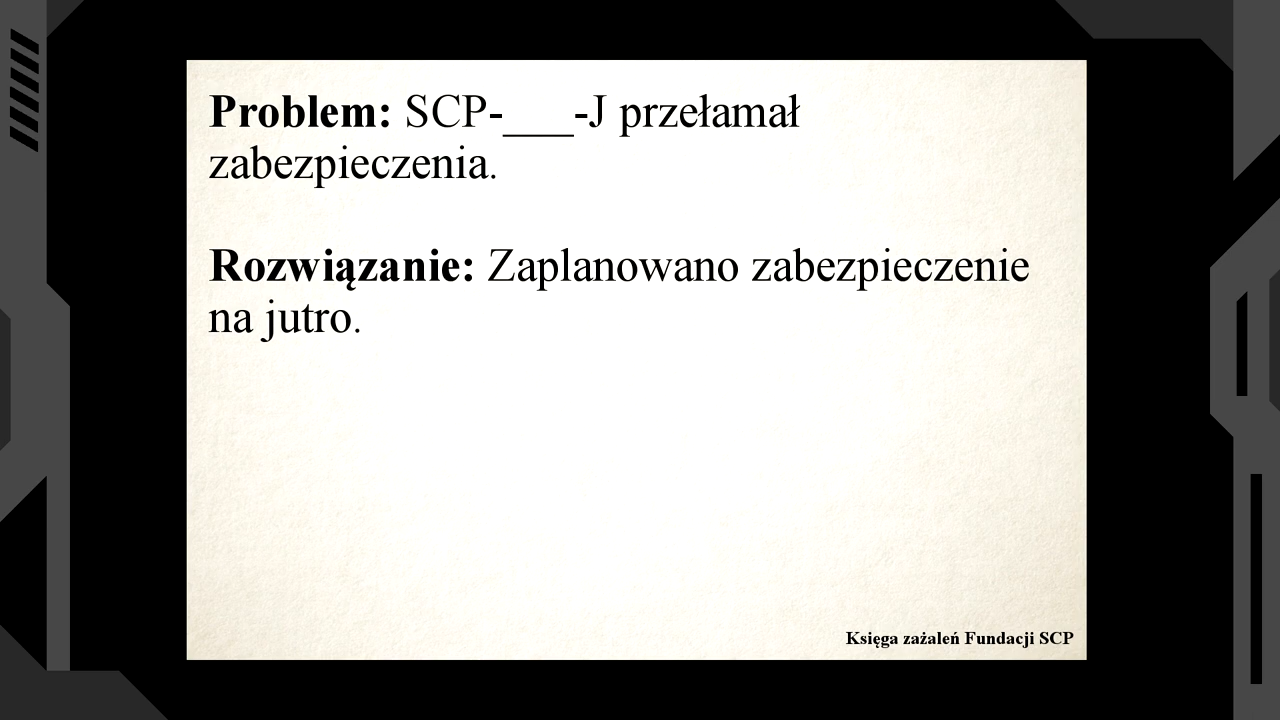 Problem: SCP-___-J przełamał
zabezpieczenia.
Rozwiązanie: Zaplanowano zabezpieczenie
na jutro.
Księga zażaleń Fundacji SCP